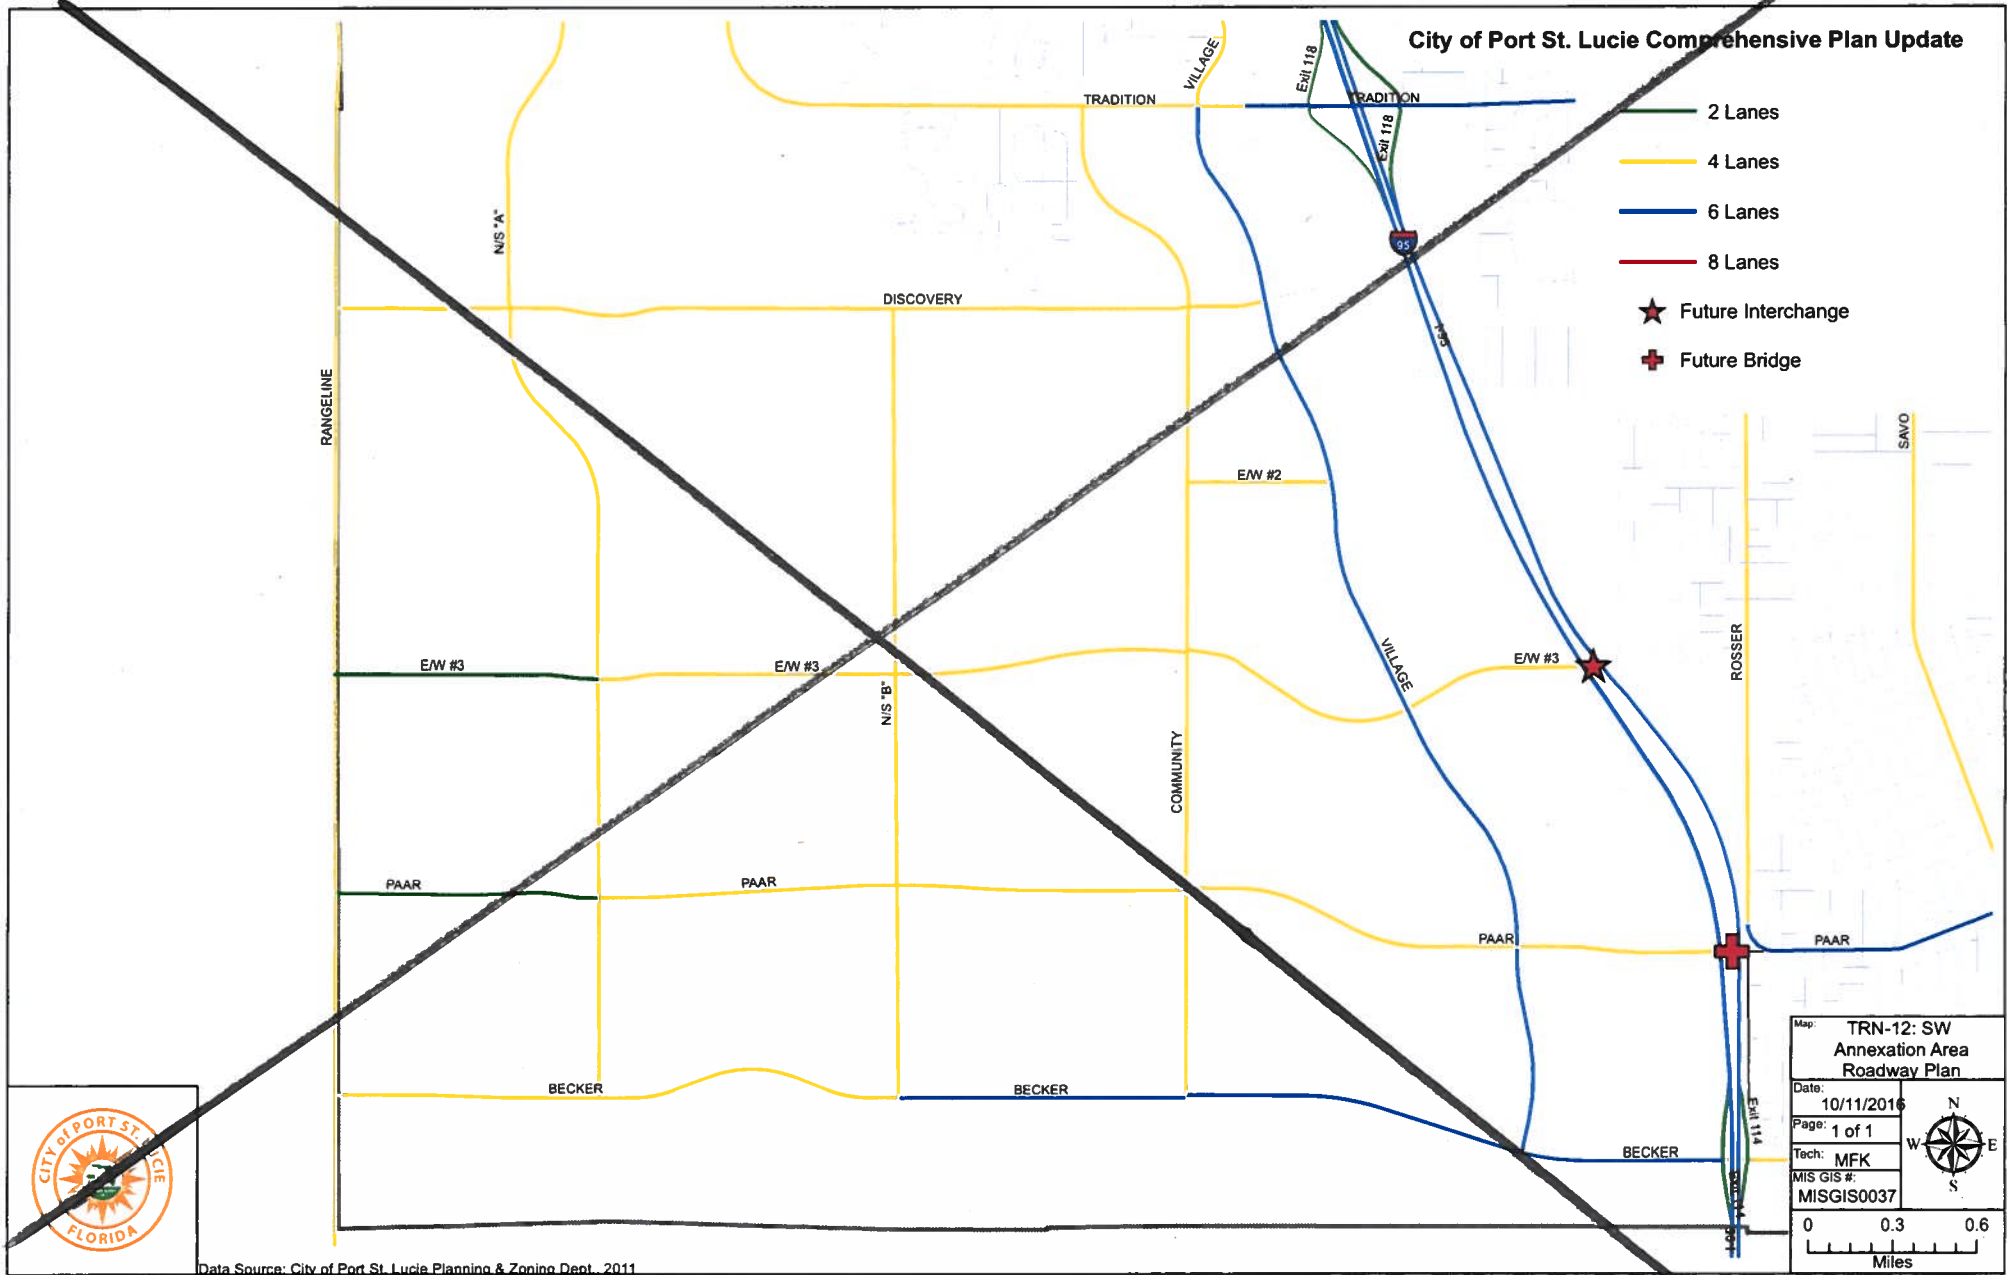 City of Port St. Lucie Comprehensive Plan Update
2 Lanes
4 Lanes
6 Lanes
8 Lanes
Future Interchange
Future Bridge
VILLAGE
Exit 118
TRADITION
TRADITION
Exit 118
N/S "A"
95
DISCOVERY
I-95
RANGELINE
SAVO
E/W #2
E/W #3
E/W #3
E/W #3
VILLAGE
ROSSER
N/S "B"
COMMUNITY
PAAR
PAAR
PAAR
PAAR
BECKER
BECKER
BECKER
Exit 114
Exit 114
I-95
CITY of PORT ST. LUCIE
FLORIDA
Map:
TRN-12: SW
Annexation Area
Roadway Plan
Date:
10/11/2016
Page: 1 of 1
Tech: MFK
MIS GIS #:
MISGIS0037
N
W E
S
0 0.3 0.6
Miles
Data Source: City of Port St. Lucie Planning & Zoning Dept., 2011